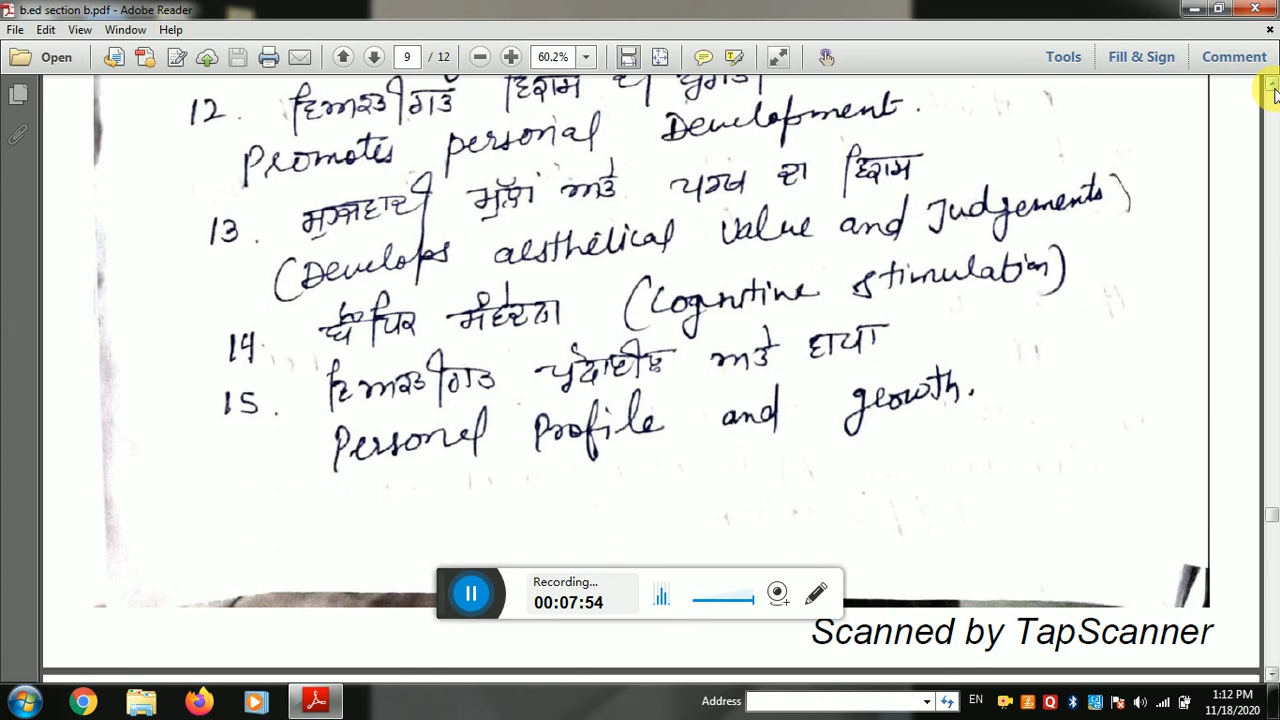 b.ed section b.pdf - Adobe Reader
File Edit View Window Help
Open 9 / 12 60.2% Tools Fill & Sign Comment
12. ਵਿਅਕਤੀਗਤ ਵਿਕਾਸ ਦੀ
Promotes personal Development.
13. ਸੁਹਜਵਾਦੀ ਮੁੱਲਾਂ ਅਤੇ ਪਰਖ ਦਾ ਵਿਕਾਸ
(Develops aesthetical value and Judgements)
14. ਬੌਧਿਕ ਸੰਵੇਦਨਾ (Cognitive stimulation)
15. ਵਿਅਕਤੀਗਤ ਪ੍ਰੋਫਾਈਲ ਅਤੇ ਵਾਧਾ
Personel Profile and growth.
Recording...
00:07:54
Scanned by TapScanner
Address EN 1:12 PM
11/18/2020